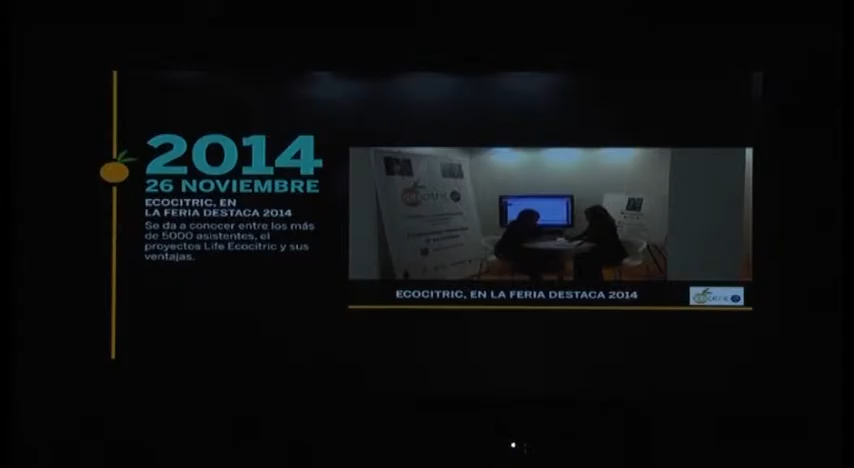 2014
26 NOVIEMBRE
ECOCITRIC, EN
LA FERIA DESTACA 2014
Se da a conocer entre los más
de 5000 asistentes, el
proyectos Life Ecocitric y sus
ventajas.
ECOCITRIC, EN LA FERIA DESTACA 2014